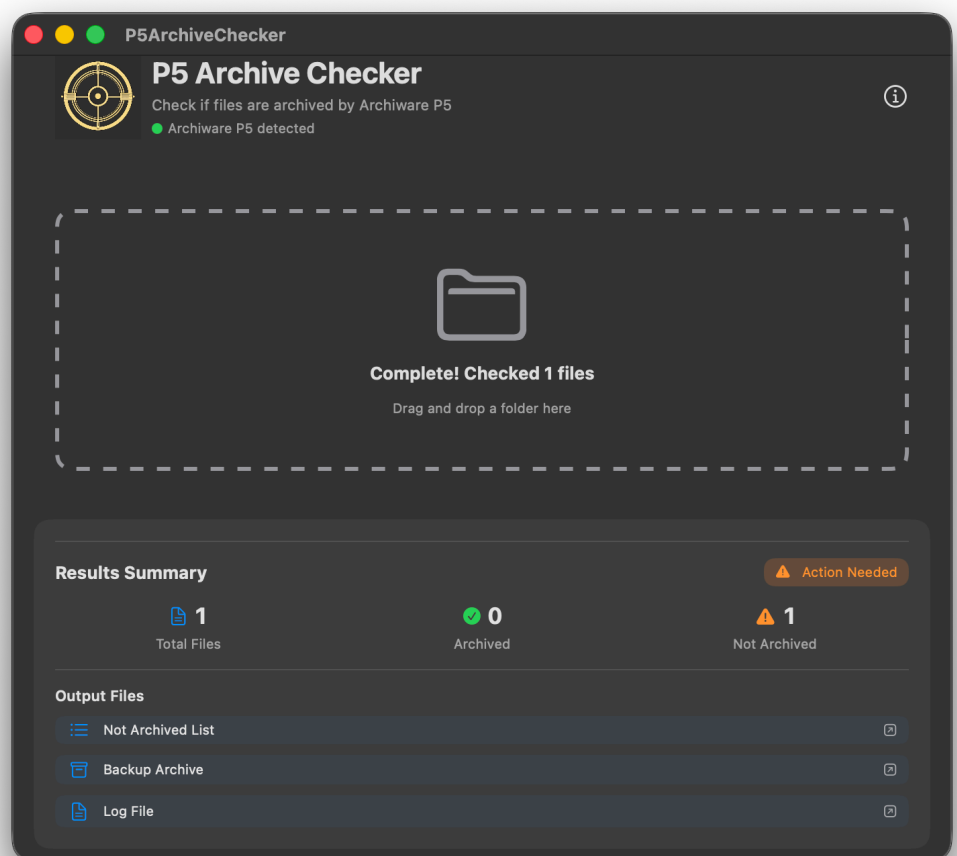 P5ArchiveChecker
P5 Archive Checker
Check if files are archived by Archiware P5
Archiware P5 detected
Complete! Checked 1 files
Drag and drop a folder here
Results Summary
Action Needed
1
Total Files
0
Archived
1
Not Archived
Output Files
Not Archived List
Backup Archive
Log File